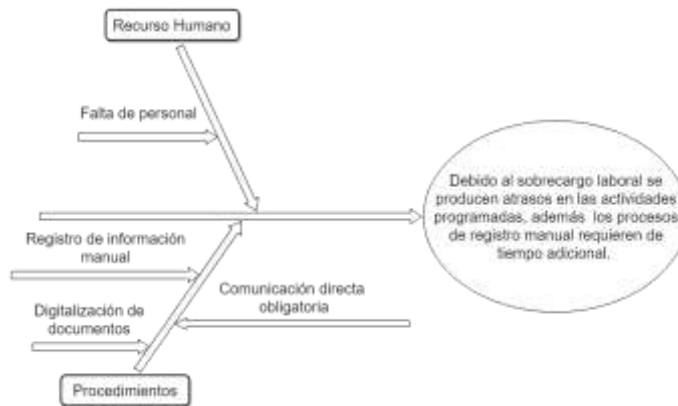 Recurso Humano
Falta de personal
Debido al sobrecargo laboral se
producen atrasos en las actividades
programadas, además los procesos
de registro manual requieren de
tiempo adicional.
Registro de información
manual
Comunicación directa
obligatoria
Digitalización de
documentos
Procedimientos